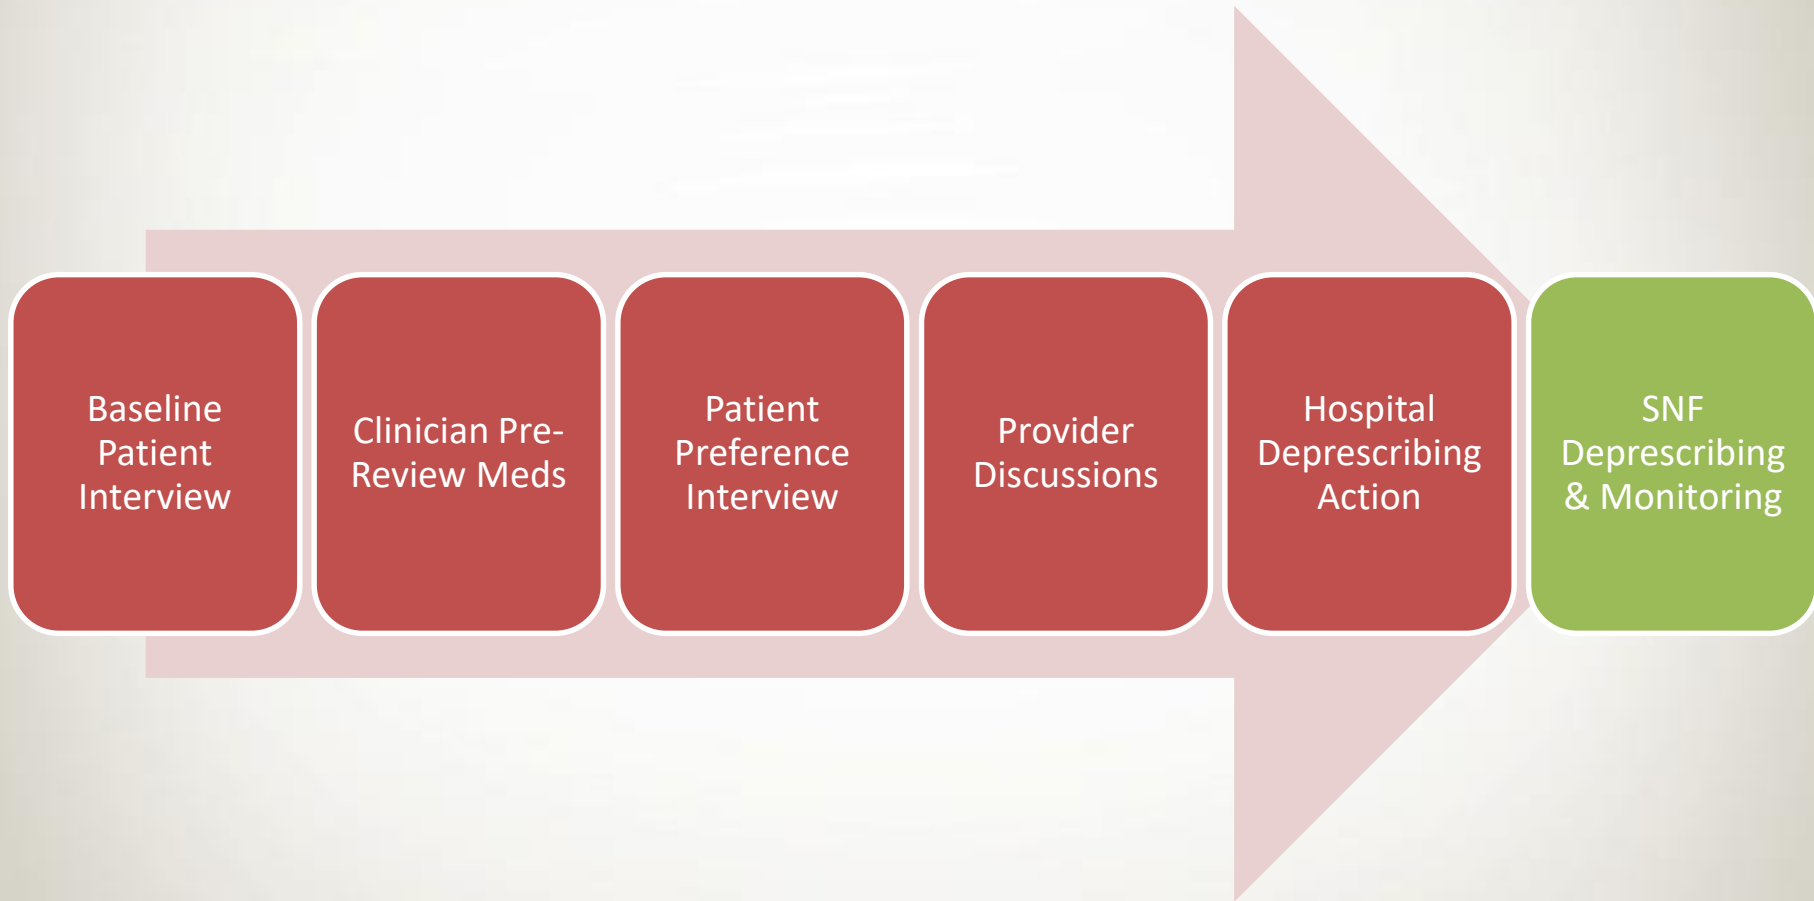 Baseline
Patient
Interview
Clinician Pre-
Review Meds
Patient
Preference
Interview
Provider
Discussions
Hospital
Deprescribing
Action
SNF
Deprescribing
& Monitoring